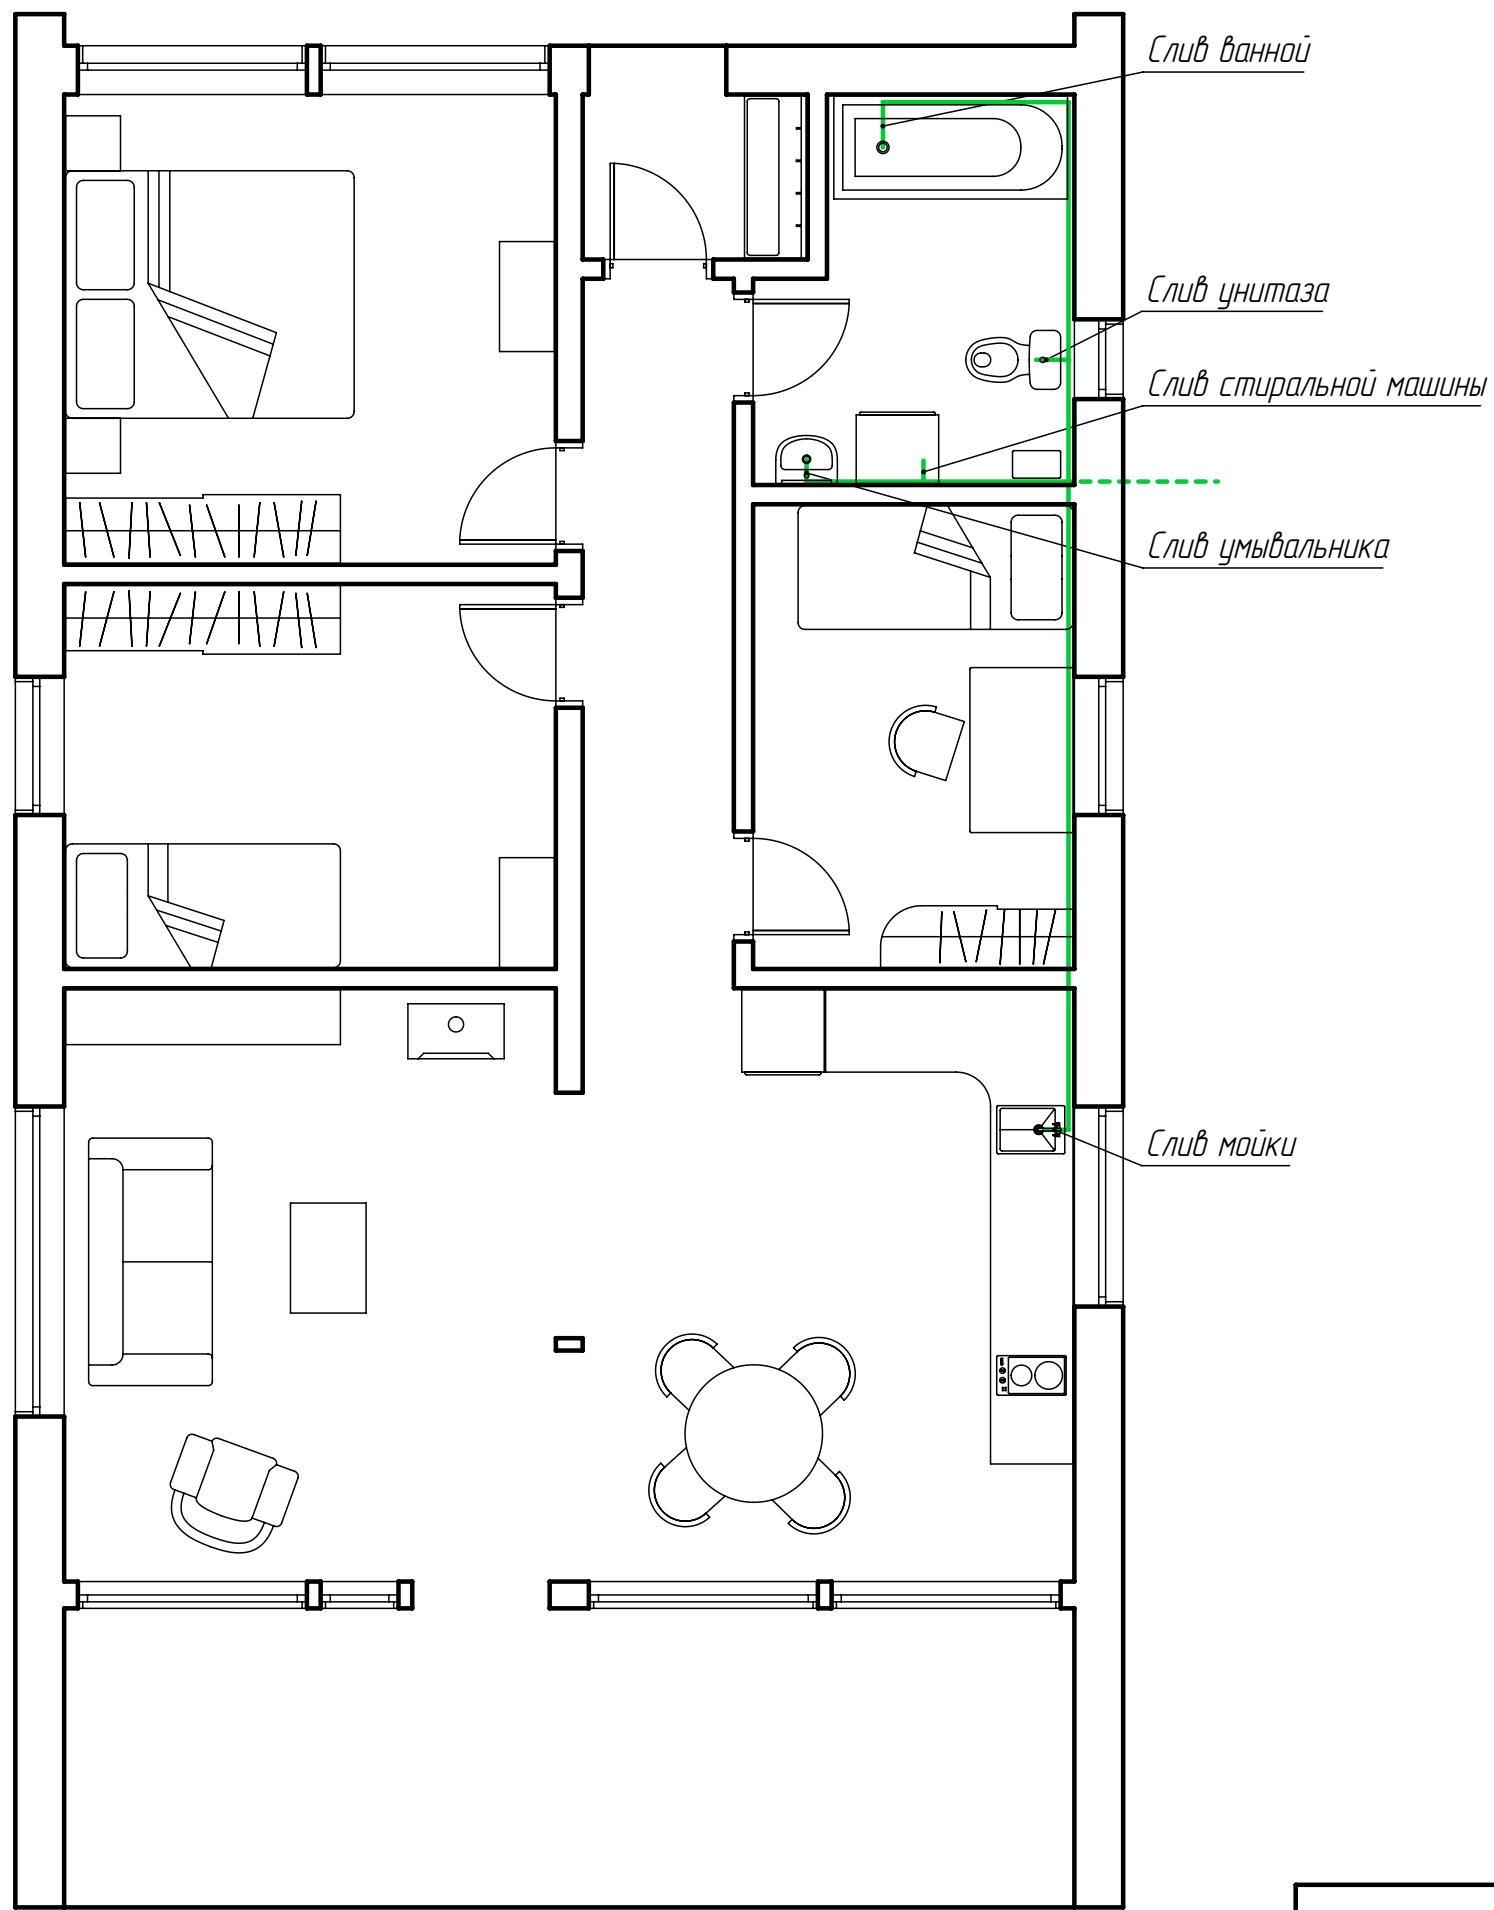 Слив ванной
Слив унитаза
Слив стиральной машины
Слив умывальника
Слив мойки